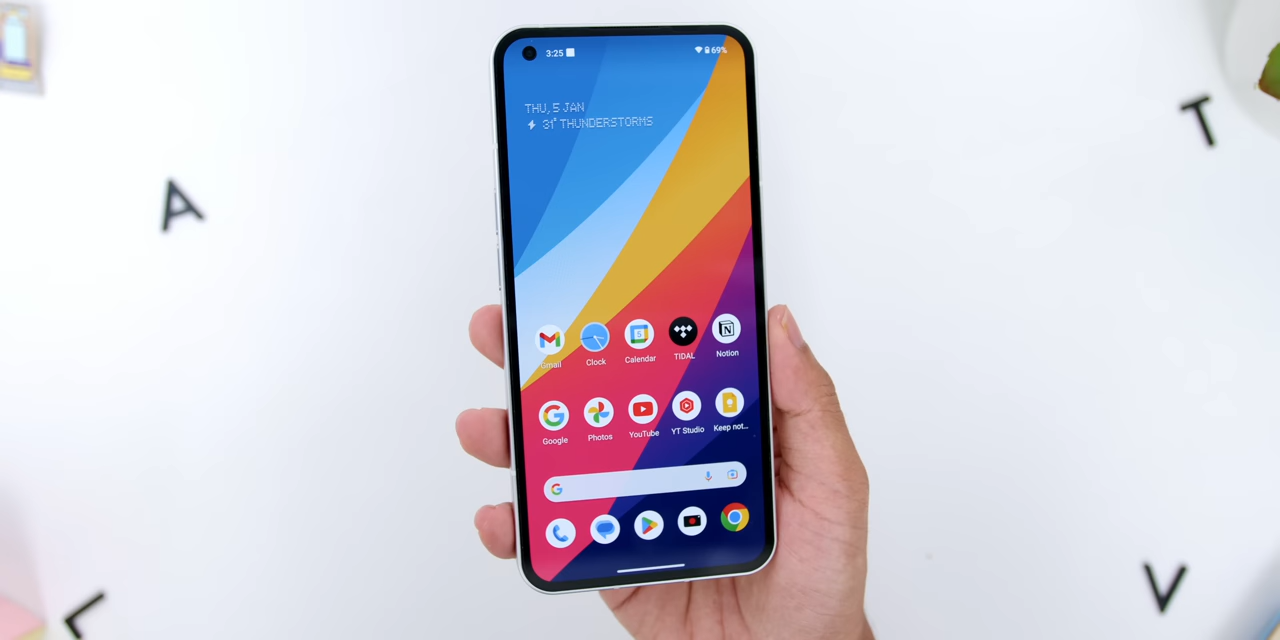 3:25 69%
THU, 5 JAN
31° THUNDERSTORMS
A
T
Gmail Clock Calendar TIDAL Notion
Google Photos YouTube YT Studio Keep not...
L
V